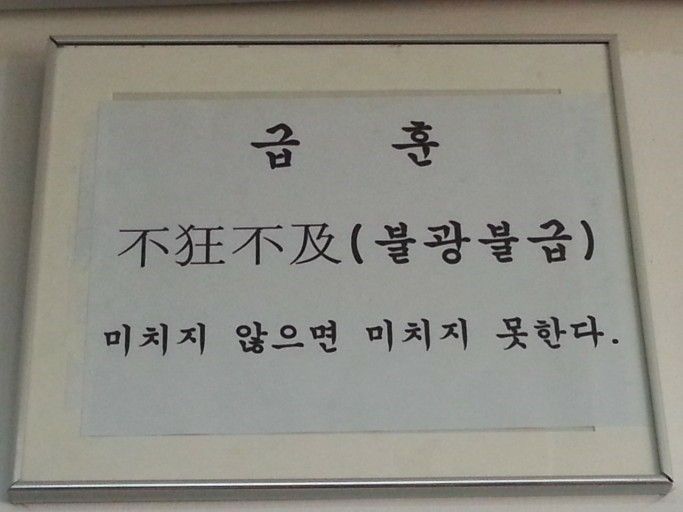 급 훈
不狂不及(불광불급)
미치지 않으면 미치지 못한다.